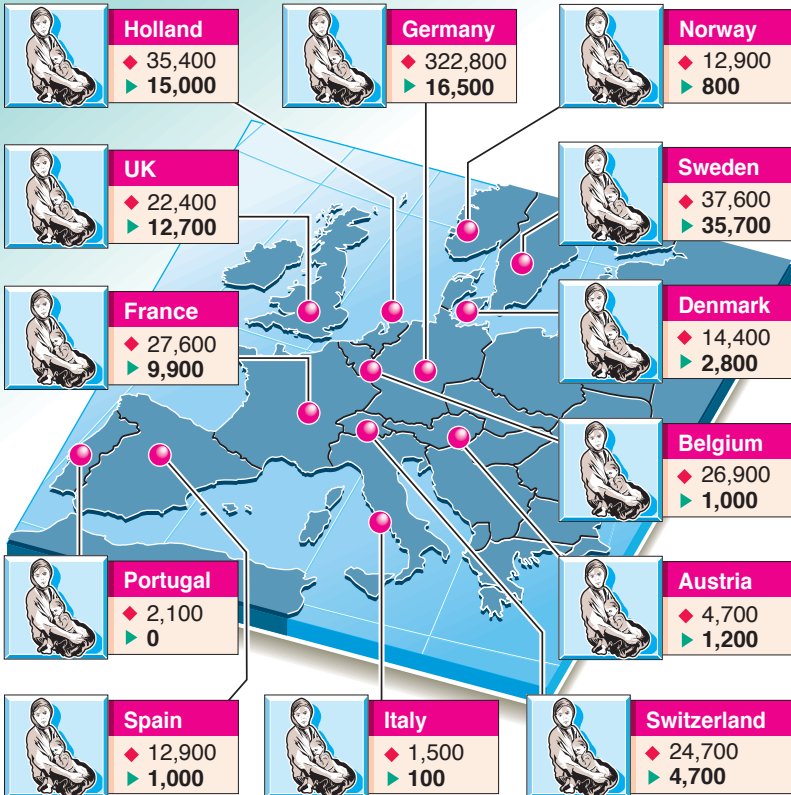 Holland
◆ 35,400
▶ 15,000
Germany
◆ 322,800
▶ 16,500
Norway
◆ 12,900
▶ 800
UK
◆ 22,400
▶ 12,700
Sweden
◆ 37,600
▶ 35,700
France
◆ 27,600
▶ 9,900
Denmark
◆ 14,400
▶ 2,800
Belgium
◆ 26,900
▶ 1,000
Portugal
◆ 2,100
▶ 0
Austria
◆ 4,700
▶ 1,200
Spain
◆ 12,900
▶ 1,000
Italy
◆ 1,500
▶ 100
Switzerland
◆ 24,700
▶ 4,700